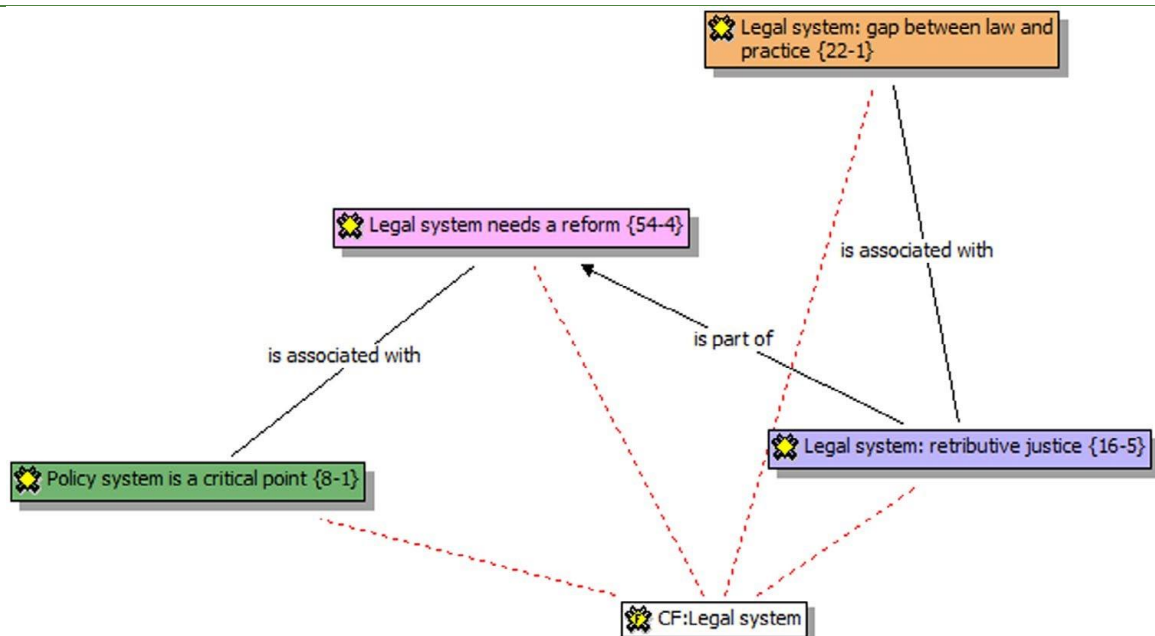 Legal system: gap between law and
practice {22-1}
Legal system needs a reform {54-4}
is associated with
is part of
is associated with
Legal system: retributive justice {16-5}
Policy system is a critical point {8-1}
CF:Legal system